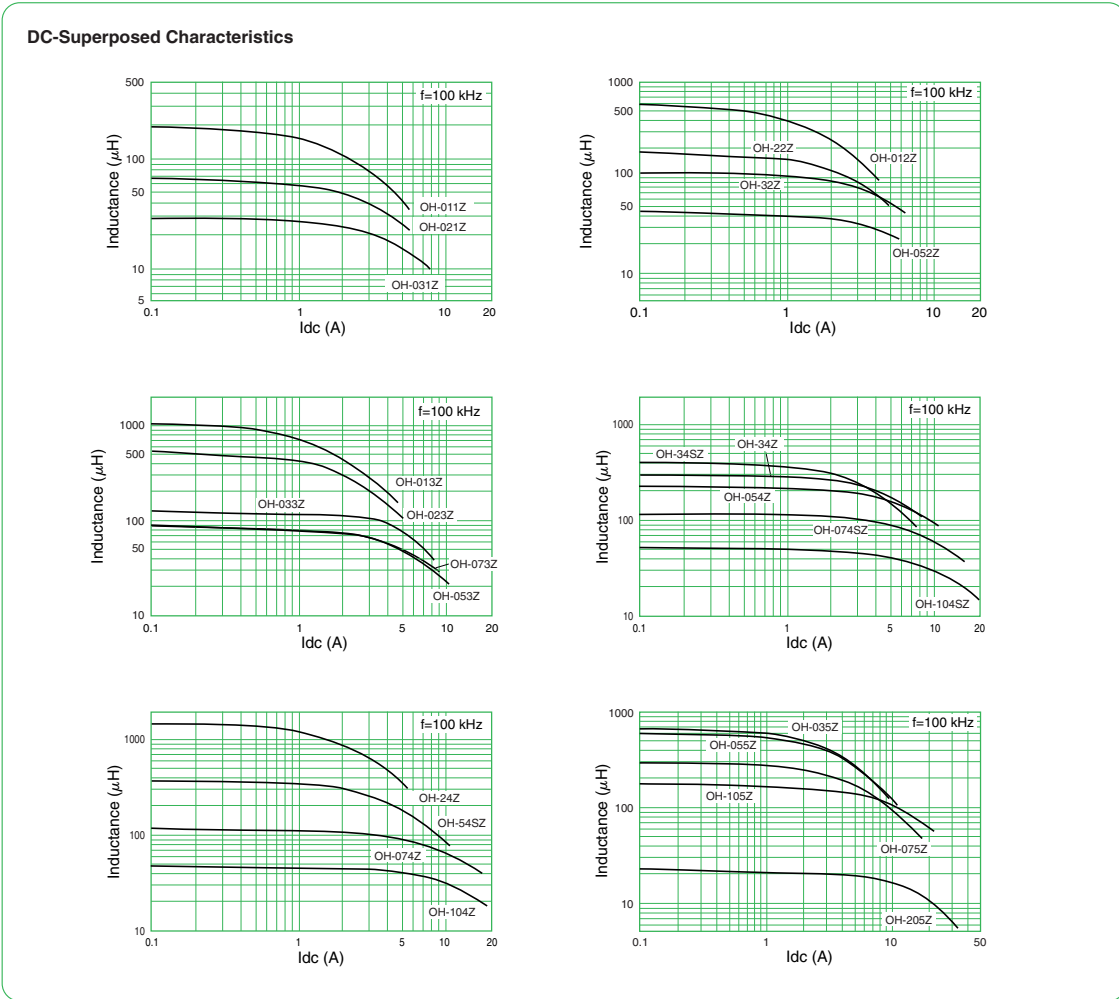 DC-Superposed Characteristics
500
100
50
10
5
0.1
1
10
20
Inductance (µH)
Idc (A)
f=100 kHz
OH-011Z
OH-021Z
OH-031Z
1000
500
100
50
10
0.1
1
10
20
Inductance (µH)
Idc (A)
f=100 kHz
OH-22Z
OH-012Z
OH-32Z
OH-052Z
1000
500
100
50
10
0.1
1
5
10
20
Inductance (µH)
Idc (A)
f=100 kHz
OH-013Z
OH-033Z
OH-023Z
OH-073Z
OH-053Z
1000
100
10
0.1
1
5
10
20
Inductance (µH)
Idc (A)
f=100 kHz
OH-34Z
OH-34SZ
OH-054Z
OH-074SZ
OH-104SZ
1000
100
10
0.1
1
5
10
20
Inductance (µH)
Idc (A)
f=100 kHz
OH-24Z
OH-54SZ
OH-074Z
OH-104Z
1000
100
10
0.1
1
10
50
Inductance (µH)
Idc (A)
f=100 kHz
OH-035Z
OH-055Z
OH-105Z
OH-075Z
OH-205Z